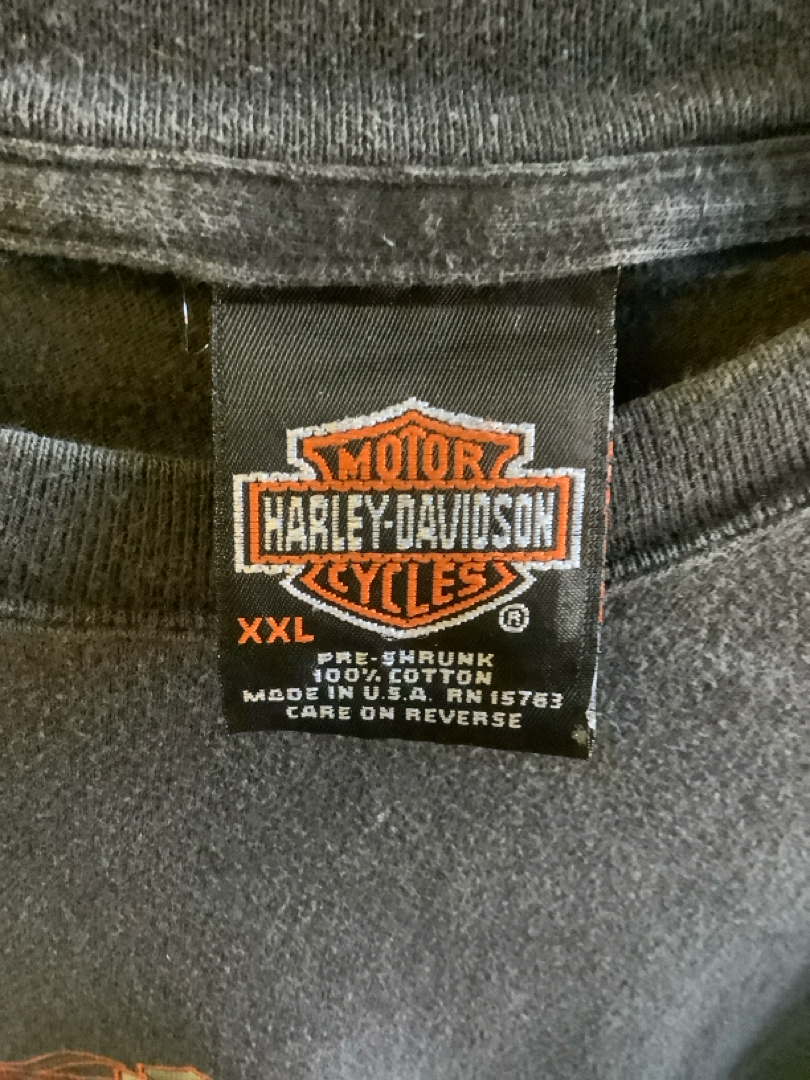 MOTOR
HARLEY-DAVIDSON
CYCLES
®
XXL
PRE-SHRUNK
100% COTTON
MADE IN U.S.A. RN 15763
CARE ON REVERSE